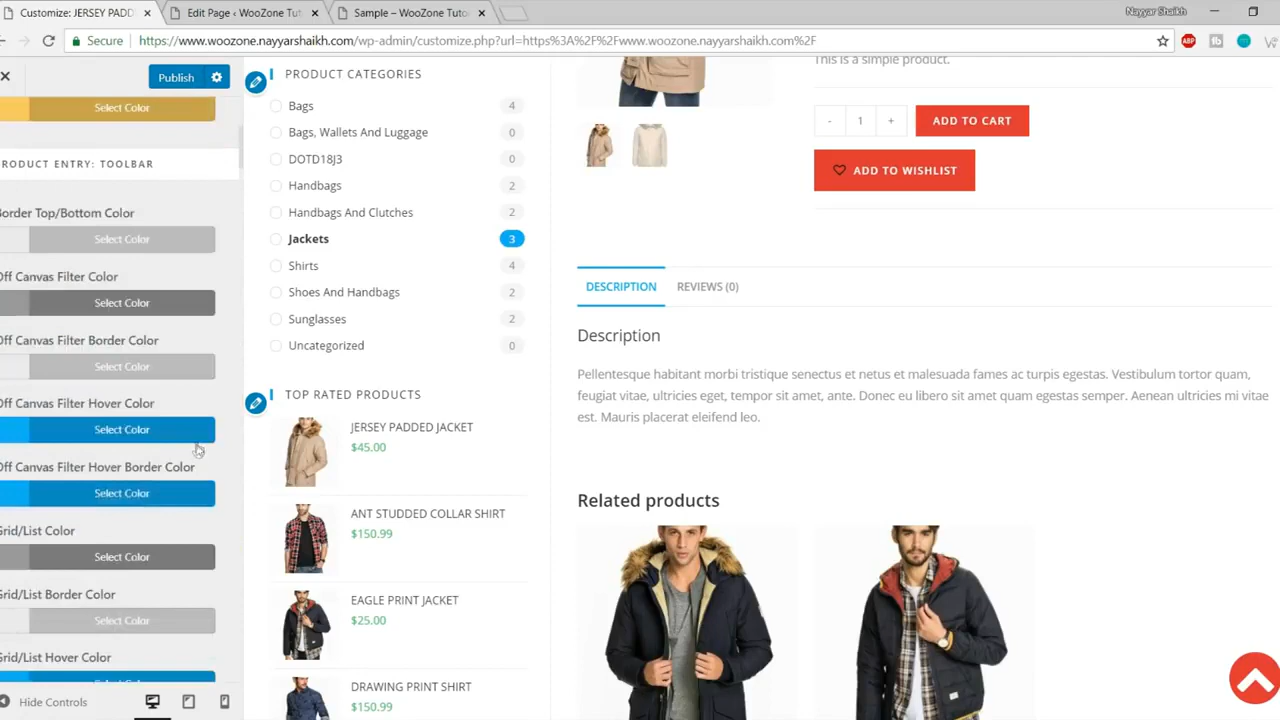 Customize: JERSEY PADD
Edit Page ‹ WooZone Tut
Sample – WooZone Tuto
Nayyar Shaikh
Secure
https://www.woozone.nayyarshaikh.com/wp-admin/customize.php?url=https%3A%2F%2Fwww.woozone.nayyarshaikh.com%2F
ABP
Publish
Select Color
RODUCT ENTRY: TOOLBAR
Border Top/Bottom Color
Select Color
Off Canvas Filter Color
Select Color
Off Canvas Filter Border Color
Select Color
Off Canvas Filter Hover Color
Select Color
Off Canvas Filter Hover Border Color
Select Color
Grid/List Color
Select Color
Grid/List Border Color
Select Color
Grid/List Hover Color
Select Color
Hide Controls
PRODUCT CATEGORIES
Bags 4
Bags, Wallets And Luggage 0
DOTD18J3 0
Handbags 2
Handbags And Clutches 2
Jackets 3
Shirts 4
Shoes And Handbags 2
Sunglasses 2
Uncategorized 0
TOP RATED PRODUCTS
JERSEY PADDED JACKET
$45.00
ANT STUDDED COLLAR SHIRT
$150.99
EAGLE PRINT JACKET
$25.00
DRAWING PRINT SHIRT
$150.99
This is a simple product.
- 1 + ADD TO CART
ADD TO WISHLIST
DESCRIPTION REVIEWS (0)
Description
Pellentesque habitant morbi tristique senectus et netus et malesuada fames ac turpis egestas. Vestibulum tortor quam,
feugiat vitae, ultricies eget, tempor sit amet, ante. Donec eu libero sit amet quam egestas semper. Aenean ultricies mi vitae
est. Mauris placerat eleifend leo.
Related products